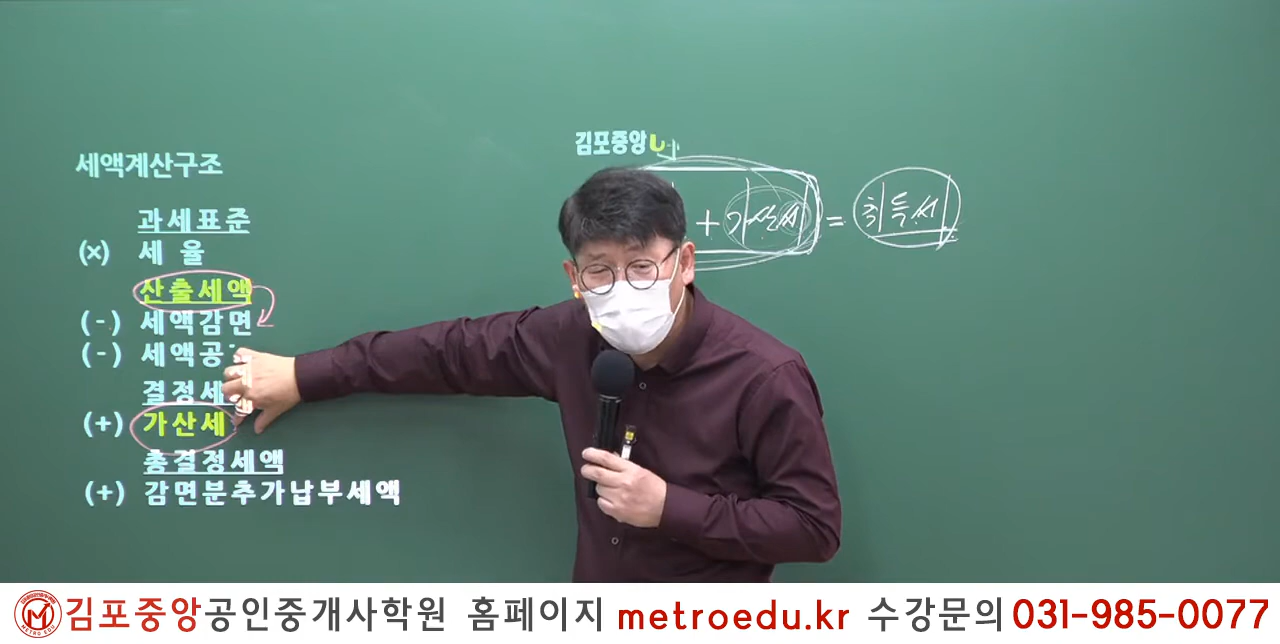 세액계산구조
과세표준
(x) 세 율
산출세액
(-) 세액감면
(-) 세액공
결정세
(+) 가산세
총결정세액
(+) 감면분추가납부세액
김포중앙
+ 가산세 = 취득세
METRO EDU
김포중앙공인중개사학원 홈페이지 metroedu.kr 수강문의 031-985-0077